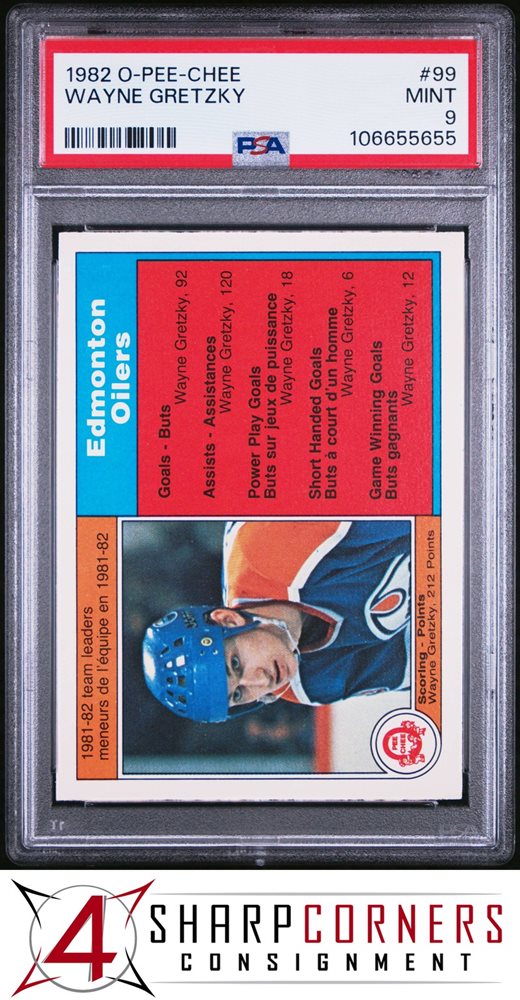 1982 O-PEE-CHEE #99
WAYNE GRETZKY MINT
9
PSA 106655655
Edmonton
Oilers
Goals - Buts
Wayne Gretzky, 92
Assists - Assistances
Wayne Gretzky, 120
Power Play Goals
Buts sur jeux de puissance
Wayne Gretzky, 18
Short Handed Goals
Buts à court d'un homme
Wayne Gretzky, 6
Game Winning Goals
Buts gagnants
Wayne Gretzky, 12
1981-82 team leaders
meneurs de l'équipe en 1981-82
O
PEE
CHEE
Scoring - Points
Wayne Gretzky, 212 Points
PSA
4 SHARPCORNERS
CONSIGNMENT